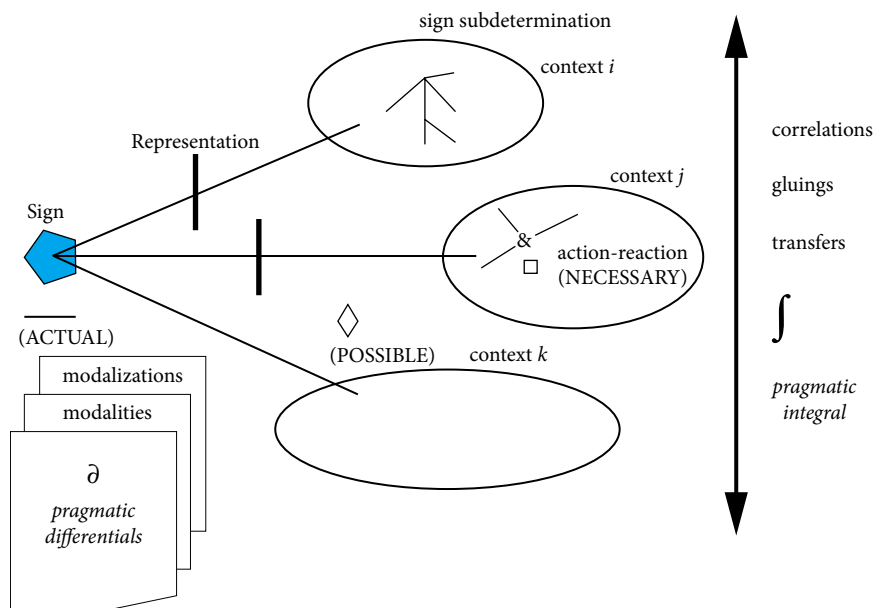 sign subdetermination
context i
Representation
correlations
context j
gluings
Sign
&
action-reaction
transfers
□
(NECESSARY)
◇
∫
(ACTUAL)
(POSSIBLE)
context k
modalizations
pragmatic
integral
modalities
∂
pragmatic
differentials